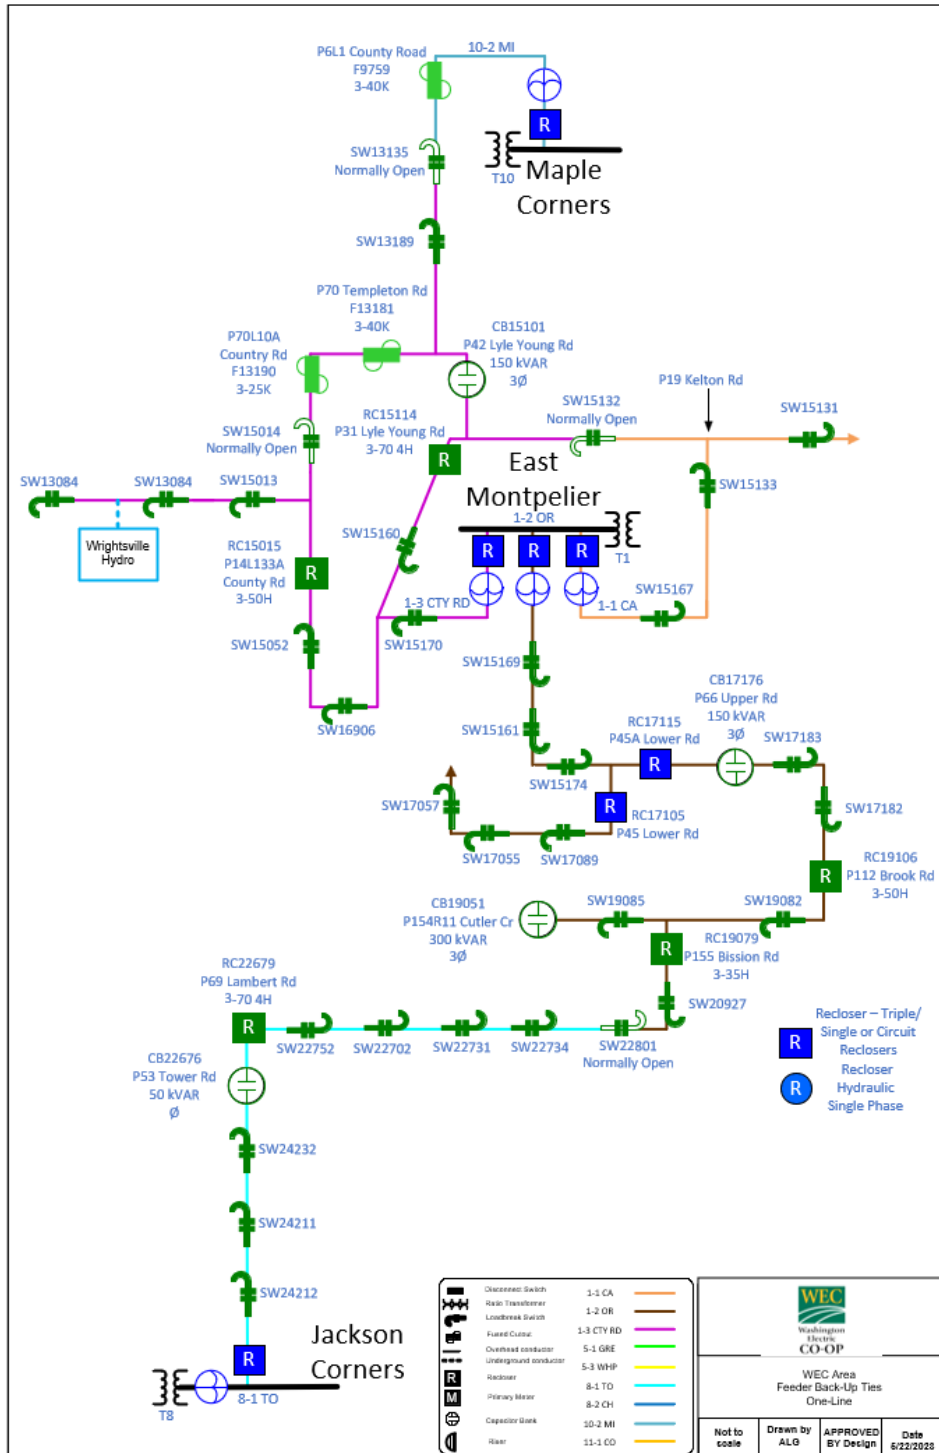 P6L1 County Road
F9759
3-40K
10-2 MI
R
SW13135
Normally Open
T10
Maple
Corners
SW13189
P70 Templeton Rd
F13181
3-40K
P70L10A
Country Rd
F13190
3-25K
CB15101
P42 Lyle Young Rd
150 kVAR
3Ø
P19 Kelton Rd
SW15132
Normally Open
SW15131
RC15114
P31 Lyle Young Rd
3-70 4H
R
SW15014
Normally Open
East
Montpelier
SW13084
SW13084
SW15013
SW15133
1-2 OR
Wrightsville
Hydro
SW15160
R
R
R
T1
RC15015
P14L133A
County Rd
3-50H
R
1-3 CTY RD
1-1 CA
SW15167
SW15052
SW15170
SW15169
SW16906
SW15161
CB17176
P66 Upper Rd
150 kVAR
3Ø
RC17115
P45A Lower Rd
R
SW17183
SW15174
SW17057
R
RC17105
P45 Lower Rd
SW17182
SW17055
SW17089
RC19106
P112 Brook Rd
3-50H
R
CB19051
P154R11 Cutler Cr
300 kVAR
3Ø
SW19085
SW19082
RC19079
P155 Bission Rd
3-35H
R
RC22679
P69 Lambert Rd
3-70 4H
R
SW20927
SW22752
SW22702
SW22731
SW22734
SW22801
Normally Open
R
Recloser – Triple/
Single or Circuit
Reclosers
R
Recloser
Hydraulic
Single Phase
CB22676
P53 Tower Rd
50 kVAR
Ø
SW24232
SW24211
SW24212
R
Jackson
Corners
T8
8-1 TO
Disconnect Switch
Ratio Transformer
Loadbreak Switch
Fused Cutout
Overhead conductor
Underground conductor
R
Recloser
M
Primary Meter
Capacitor Bank
Riser
1-1 CA
1-2 OR
1-3 CTY RD
5-1 GRE
5-3 WHP
8-1 TO
8-2 CH
10-2 MI
11-1 CO
WEC
Washington
Electric
CO-OP
WEC Area
Feeder Back-Up Ties
One-Line
Not to
scale
Drawn by
ALG
APPROVED
BY Design
Date